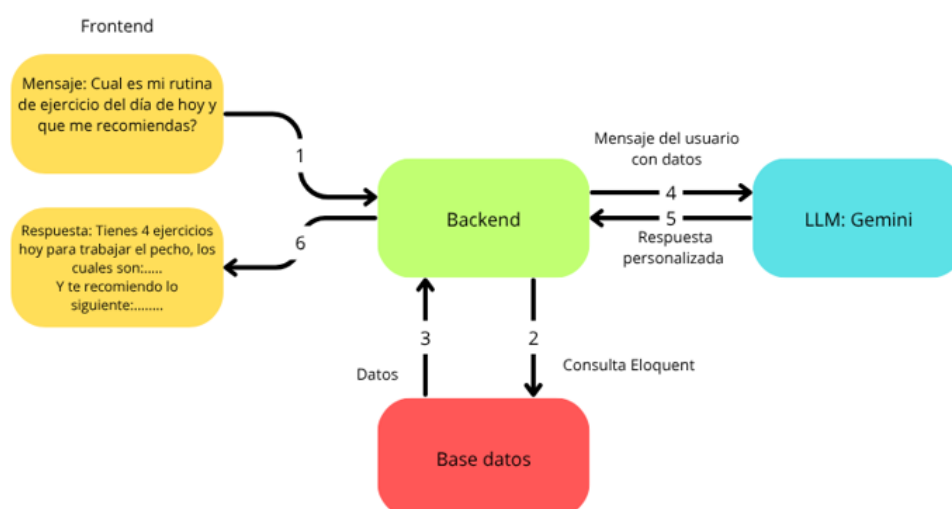 Frontend
Mensaje: Cual es mi rutina
de ejercicio del día de hoy y
que me recomiendas?
1
Mensaje del usuario
con datos
4
Backend
LLM: Gemini
5
Respuesta
personalizada
Respuesta: Tienes 4 ejercicios
hoy para trabajar el pecho, los
cuales son:.....
Y te recomiendo lo
siguiente:........
6
3
2
Datos
Consulta Eloquent
Base datos